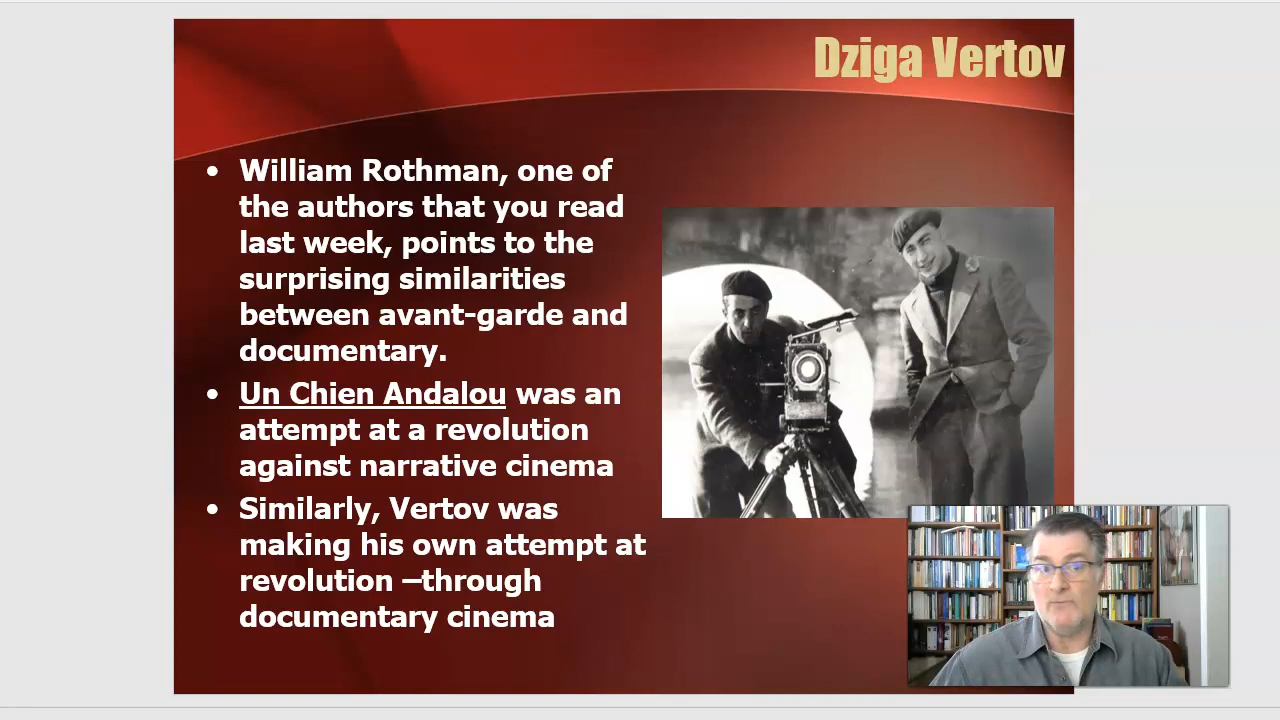 Dziga Vertov
• William Rothman, one of
the authors that you read
last week, points to the
surprising similarities
between avant-garde and
documentary.
• Un Chien Andalou was an
attempt at a revolution
against narrative cinema
• Similarly, Vertov was
making his own attempt at
revolution –through
documentary cinema